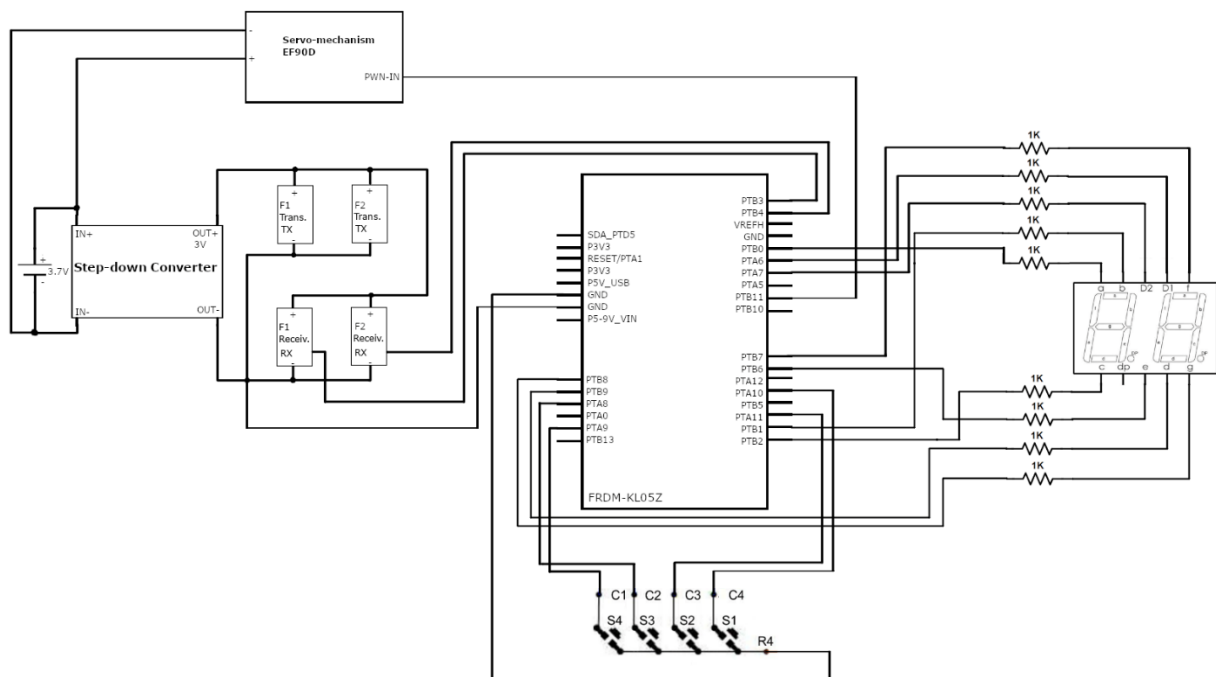 -
Servo-mechanism
EF90D
+
PWN-IN
1K
1K
1K
1K
1K
+
F1
Trans.
TX
-
+
F2
Trans.
TX
-
PTB3
PTB4
VREFH
GND
PTB0
PTA6
PTA7
PTA5
PTB11
PTB10
SDA_PTD5
P3V3
RESET/PTA1
P3V3
P5V_USB
GND
GND
P5-9V_VIN
IN+
OUT+
3V
Step-down Converter
IN-
OUT-
+
3.7V
-
+
F1
Receiv.
RX
-
+
F2
Receiv.
RX
-
a b D2 D1 f
c dp e d g
PTB7
PTB6
PTA12
PTA10
PTB5
PTA11
PTB1
PTB2
PTB8
PTB9
PTA8
PTA0
PTA9
PTB13
1K
1K
1K
1K
FRDM-KL05Z
C1 C2 C3 C4
S4 S3 S2 S1
R4